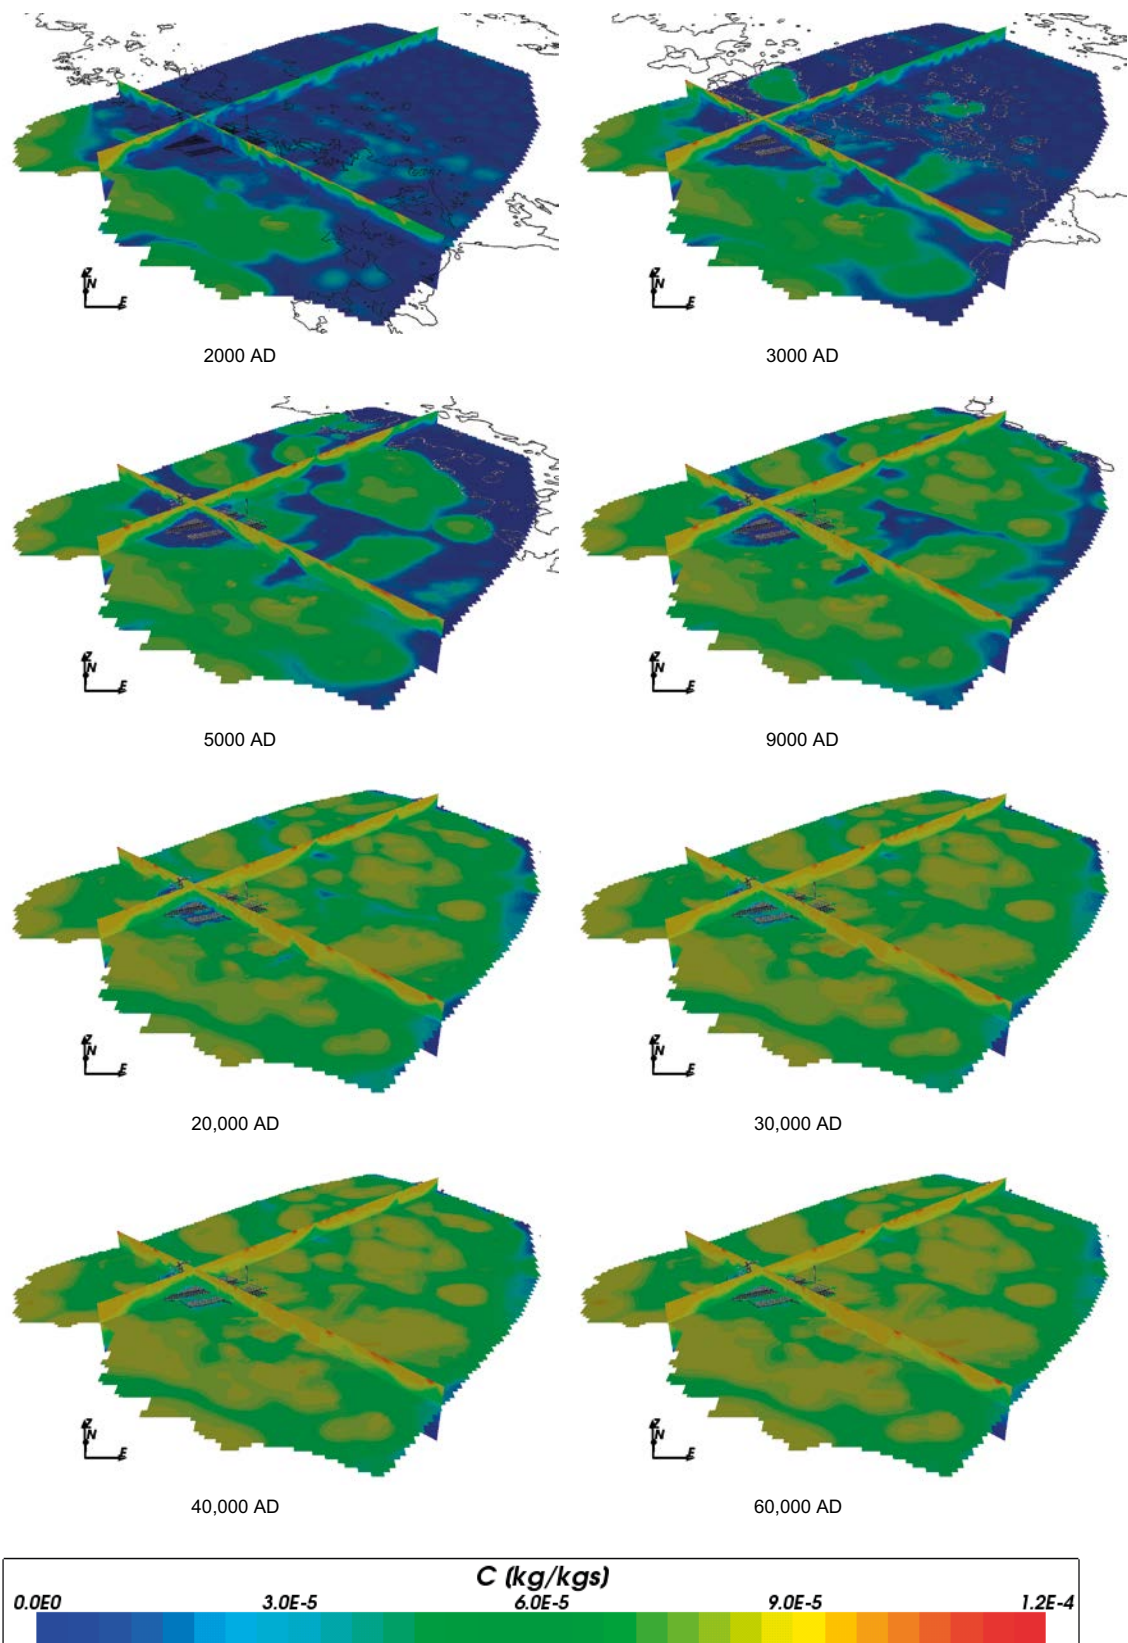 Z
N
E
Z
N
E
2000 AD
3000 AD
Z
N
E
Z
N
E
5000 AD
9000 AD
Z
N
E
Z
N
E
20,000 AD
30,000 AD
Z
N
E
Z
N
E
40,000 AD
60,000 AD
C (kg/kgs)
0.0E0 3.0E-5 6.0E-5 9.0E-5 1.2E-4